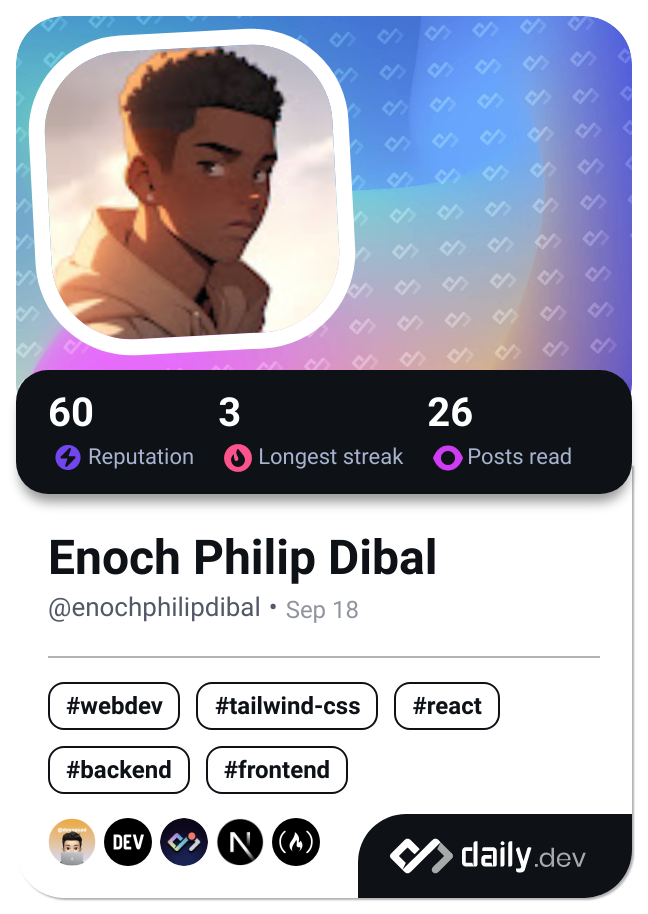 60 3 26
Reputation Longest streak Posts read
Enoch Philip Dibal
@enochphilipdibal • Sep 18
#webdev #tailwind-css #react
#backend #frontend
DEV N
daily.dev